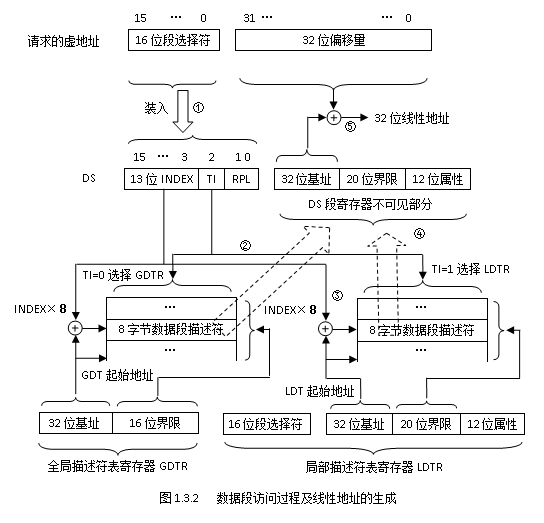 15 … 0 31 … … 0
请求的虚地址 16 位段选择符 32 位偏移量
装入 ①
⑤ 32 位线性地址
15 … 3 2 1 0
DS 13 位 INDEX TI RPL 32 位基址 20 位界限 12 位属性
DS 段寄存器不可见部分
② ④
TI=0 选择 GDTR TI=1 选择 LDTR
INDEX× 8 … INDEX× 8 ③ …
8 字节数据段描述符 8 字节数据段描述符
… …
GDT 起始地址 LDT 起始地址
32 位基址 16 位界限 16 位段选择符 32 位基址 20 位界限 12 位属性
全局描述符表寄存器 GDTR 局部描述符表寄存器 LDTR
图 1.3.2 数据段访问过程及线性地址的生成